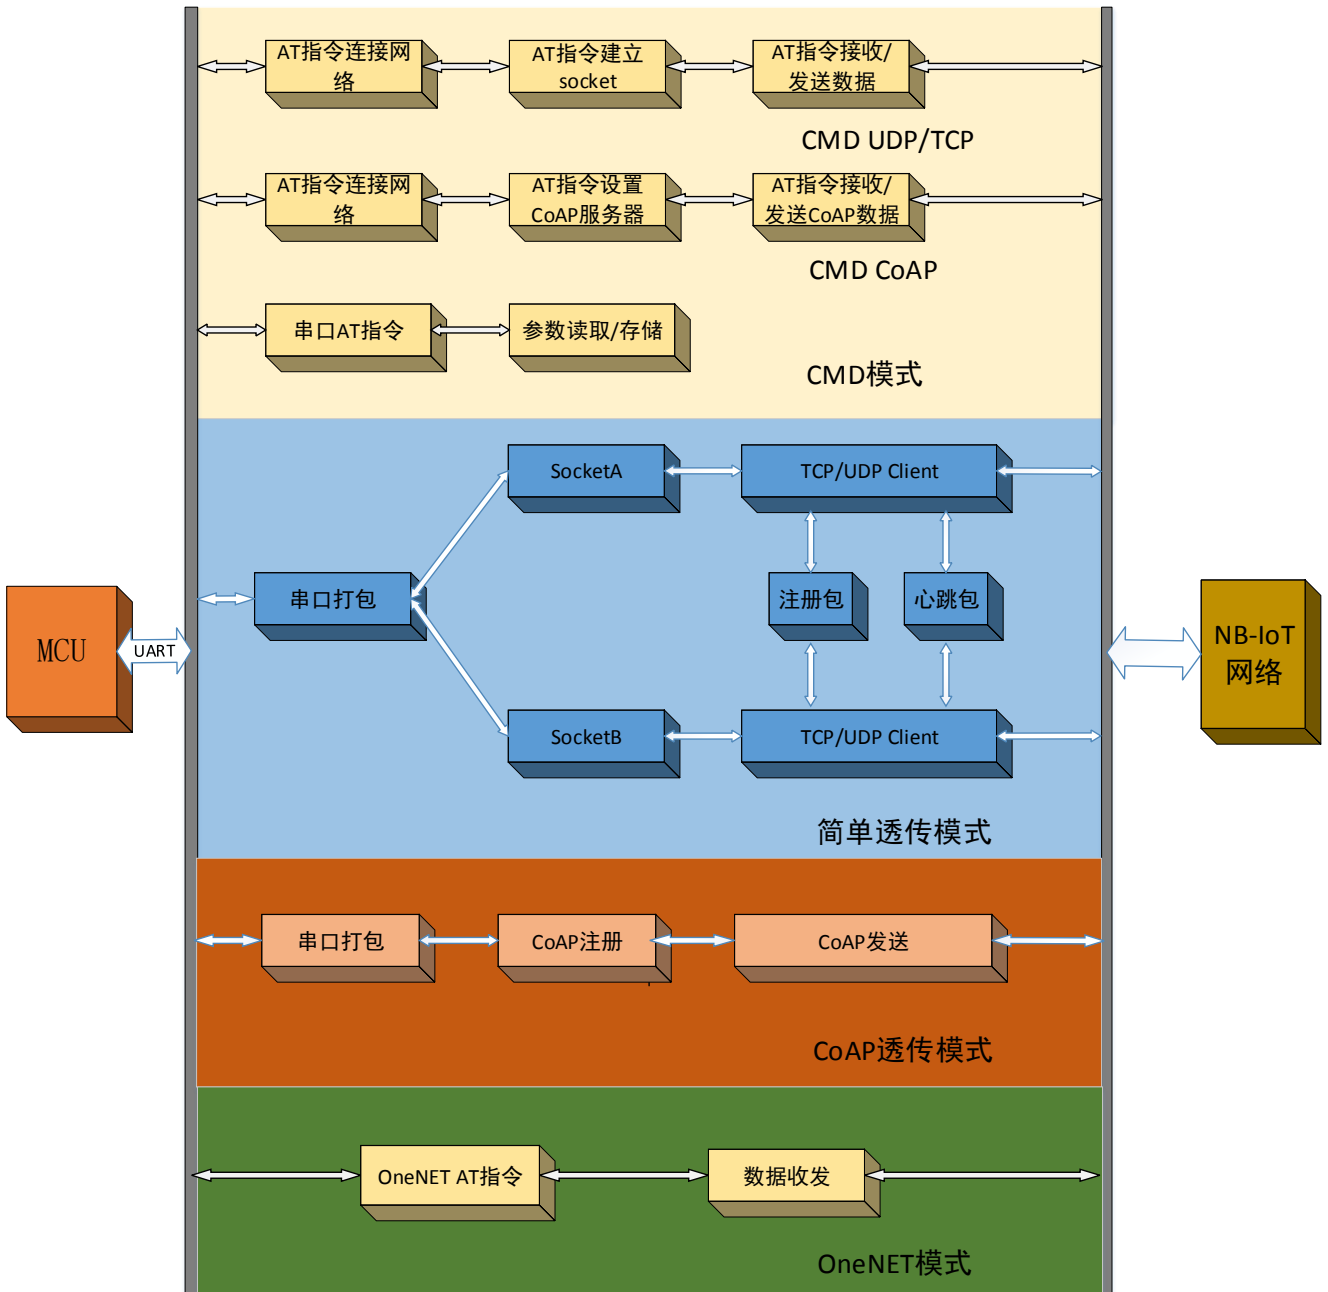 AT指令连接网
络
AT指令建立
socket
AT指令接收/
发送数据
CMD UDP/TCP
AT指令连接网
络
AT指令设置
CoAP服务器
AT指令接收/
发送CoAP数据
CMD CoAP
串口AT指令
参数读取/存储
CMD模式
SocketA
TCP/UDP Client
串口打包
注册包
心跳包
MCU
UART
NB-IoT
网络
SocketB
TCP/UDP Client
简单透传模式
串口打包
CoAP注册
CoAP发送
CoAP透传模式
OneNET AT指令
数据收发
OneNET模式